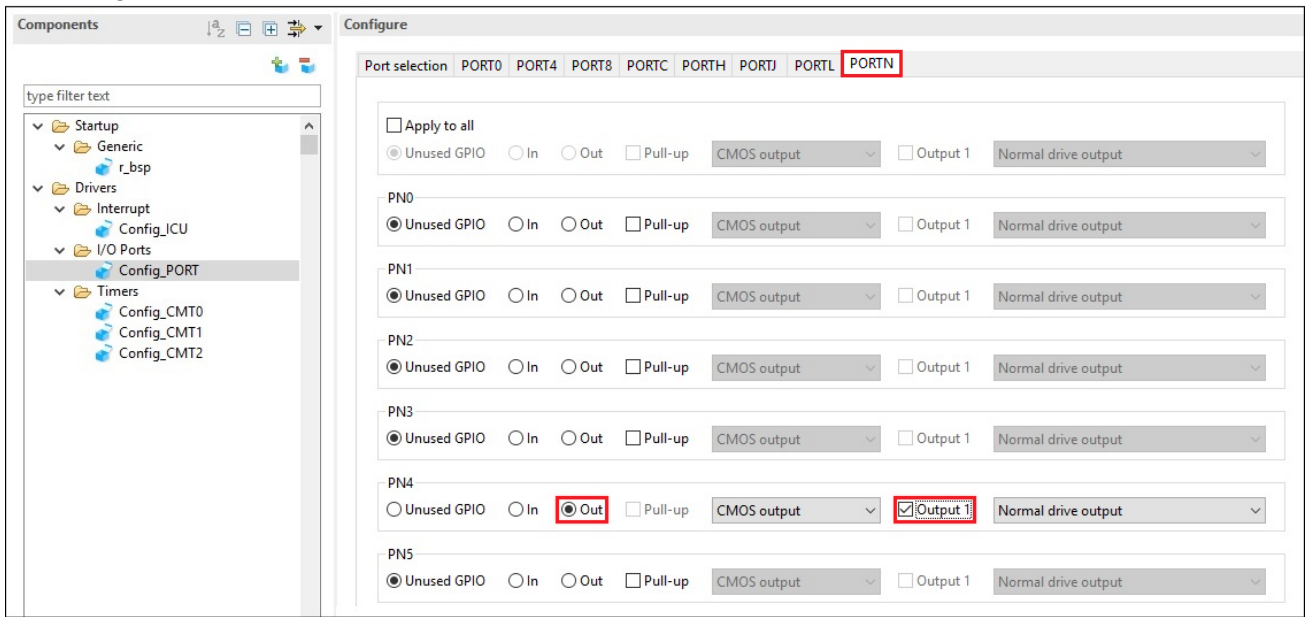 Components
Configure
Port selection PORT0 PORT4 PORT8 PORTC PORTH PORTJ PORTL PORTN
type filter text
Startup
Generic
r_bsp
Drivers
Interrupt
Config_ICU
I/O Ports
Config_PORT
Timers
Config_CMT0
Config_CMT1
Config_CMT2
Apply to all
Unused GPIO In Out Pull-up CMOS output Output 1 Normal drive output
PN0
Unused GPIO In Out Pull-up CMOS output Output 1 Normal drive output
PN1
Unused GPIO In Out Pull-up CMOS output Output 1 Normal drive output
PN2
Unused GPIO In Out Pull-up CMOS output Output 1 Normal drive output
PN3
Unused GPIO In Out Pull-up CMOS output Output 1 Normal drive output
PN4
Unused GPIO In Out Pull-up CMOS output Output 1 Normal drive output
PN5
Unused GPIO In Out Pull-up CMOS output Output 1 Normal drive output